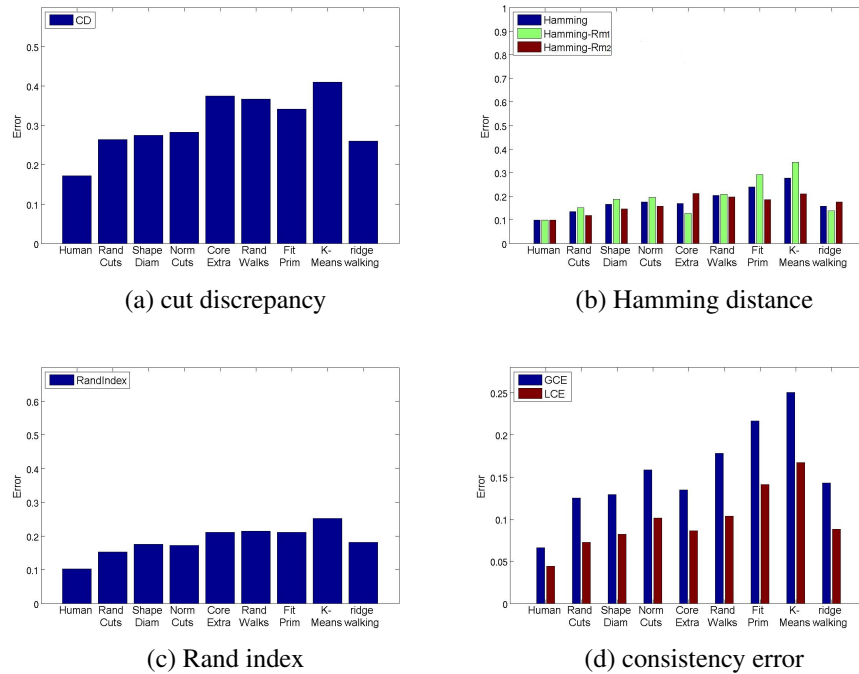 CD
0.5
0.4
0.3
0.2
0.1
0
Error
Human Rand Cuts Shape Diam Norm Cuts Core Extra Rand Walks Fit Prim K-Means ridge walking
(a) cut discrepancy
Hamming
Hamming-Rm1
Hamming-Rm2
1
0.9
0.8
0.7
0.6
0.5
0.4
0.3
0.2
0.1
0
Error
Human Rand Cuts Shape Diam Norm Cuts Core Extra Rand Walks Fit Prim K-Means ridge walking
(b) Hamming distance
RandIndex
0.6
0.5
0.4
0.3
0.2
0.1
0
Error
Human Rand Cuts Shape Diam Norm Cuts Core Extra Rand Walks Fit Prim K-Means ridge walking
(c) Rand index
GCE
LCE
0.25
0.2
0.15
0.1
0.05
0
Error
Human Rand Cuts Shape Diam Norm Cuts Core Extra Rand Walks Fit Prim K-Means ridge walking
(d) consistency error